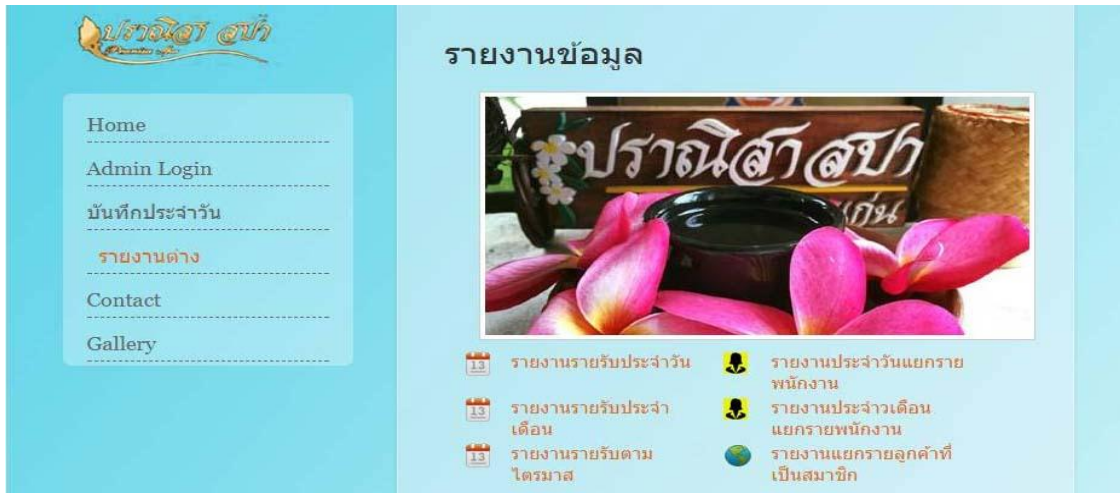 ปราณิสา สปา
Home
Admin Login
บันทึกประจำวัน
รายงานต่าง
Contact
Gallery
รายงานข้อมูล
ปราณิสา สปา
แก่น
13 รายงานรายรับประจำวัน
13 รายงานรายรับประจำ
เดือน
13 รายงานรายรับตาม
ไตรมาส
รายงานประจำวันแยกราย
พนักงาน
รายงานประจำวเดือน
แยกรายพนักงาน
รายงานแยกรายลูกค้าที่
เป็นสมาชิก